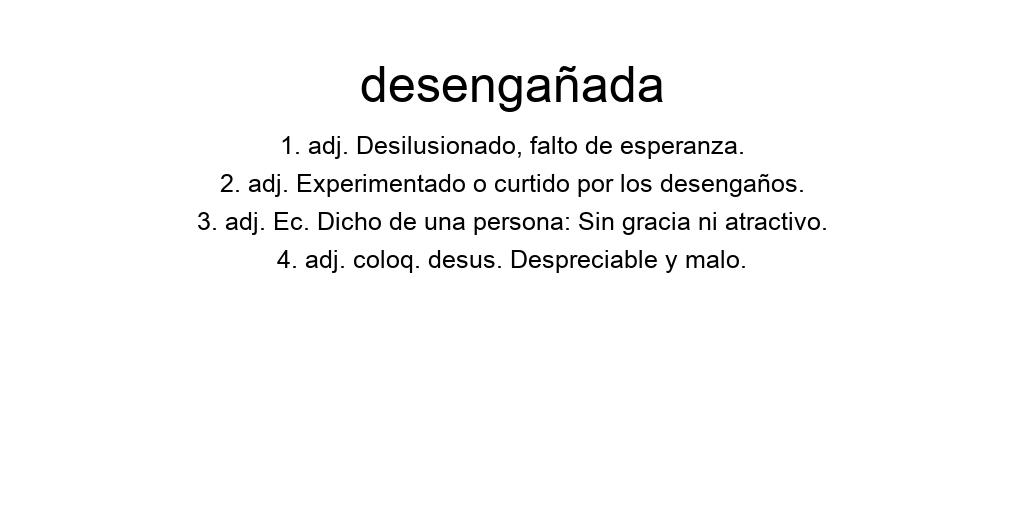 desengañada
1. adj. Desilusionado, falto de esperanza.
2. adj. Experimentado o curtido por los desengaños.
3. adj. Ec. Dicho de una persona: Sin gracia ni atractivo.
4. adj. coloq. desus. Despreciable y malo.